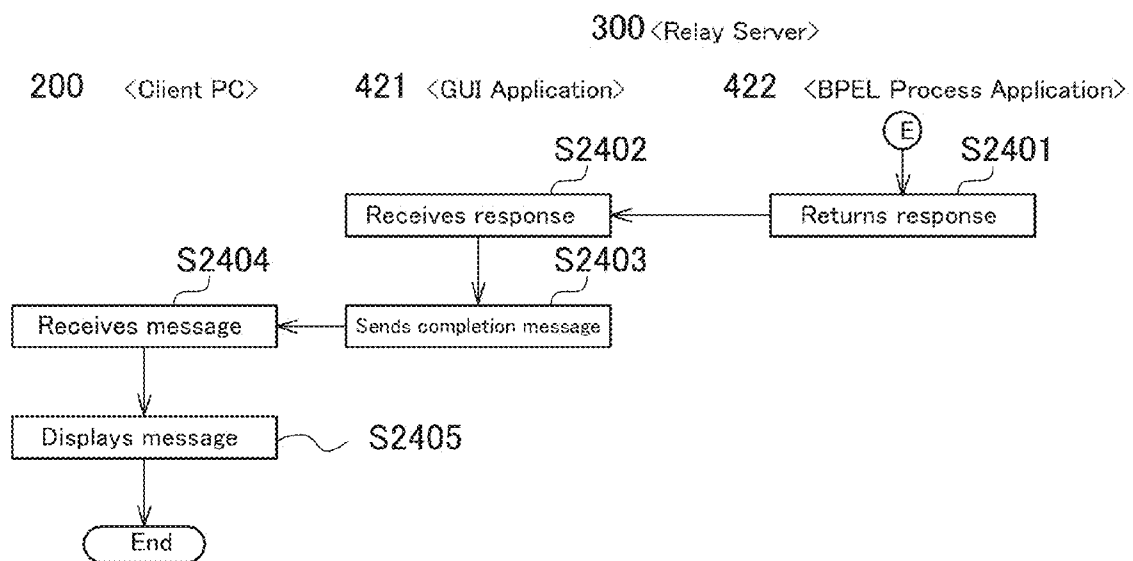 300 <Relay Server>
200 <Client PC> 421 <GUI Application> 422 <BPEL Process Application>
E
S2402 S2401
Receives response Returns response
S2404 S2403
Receives message Sends completion message
Displays message S2405
End